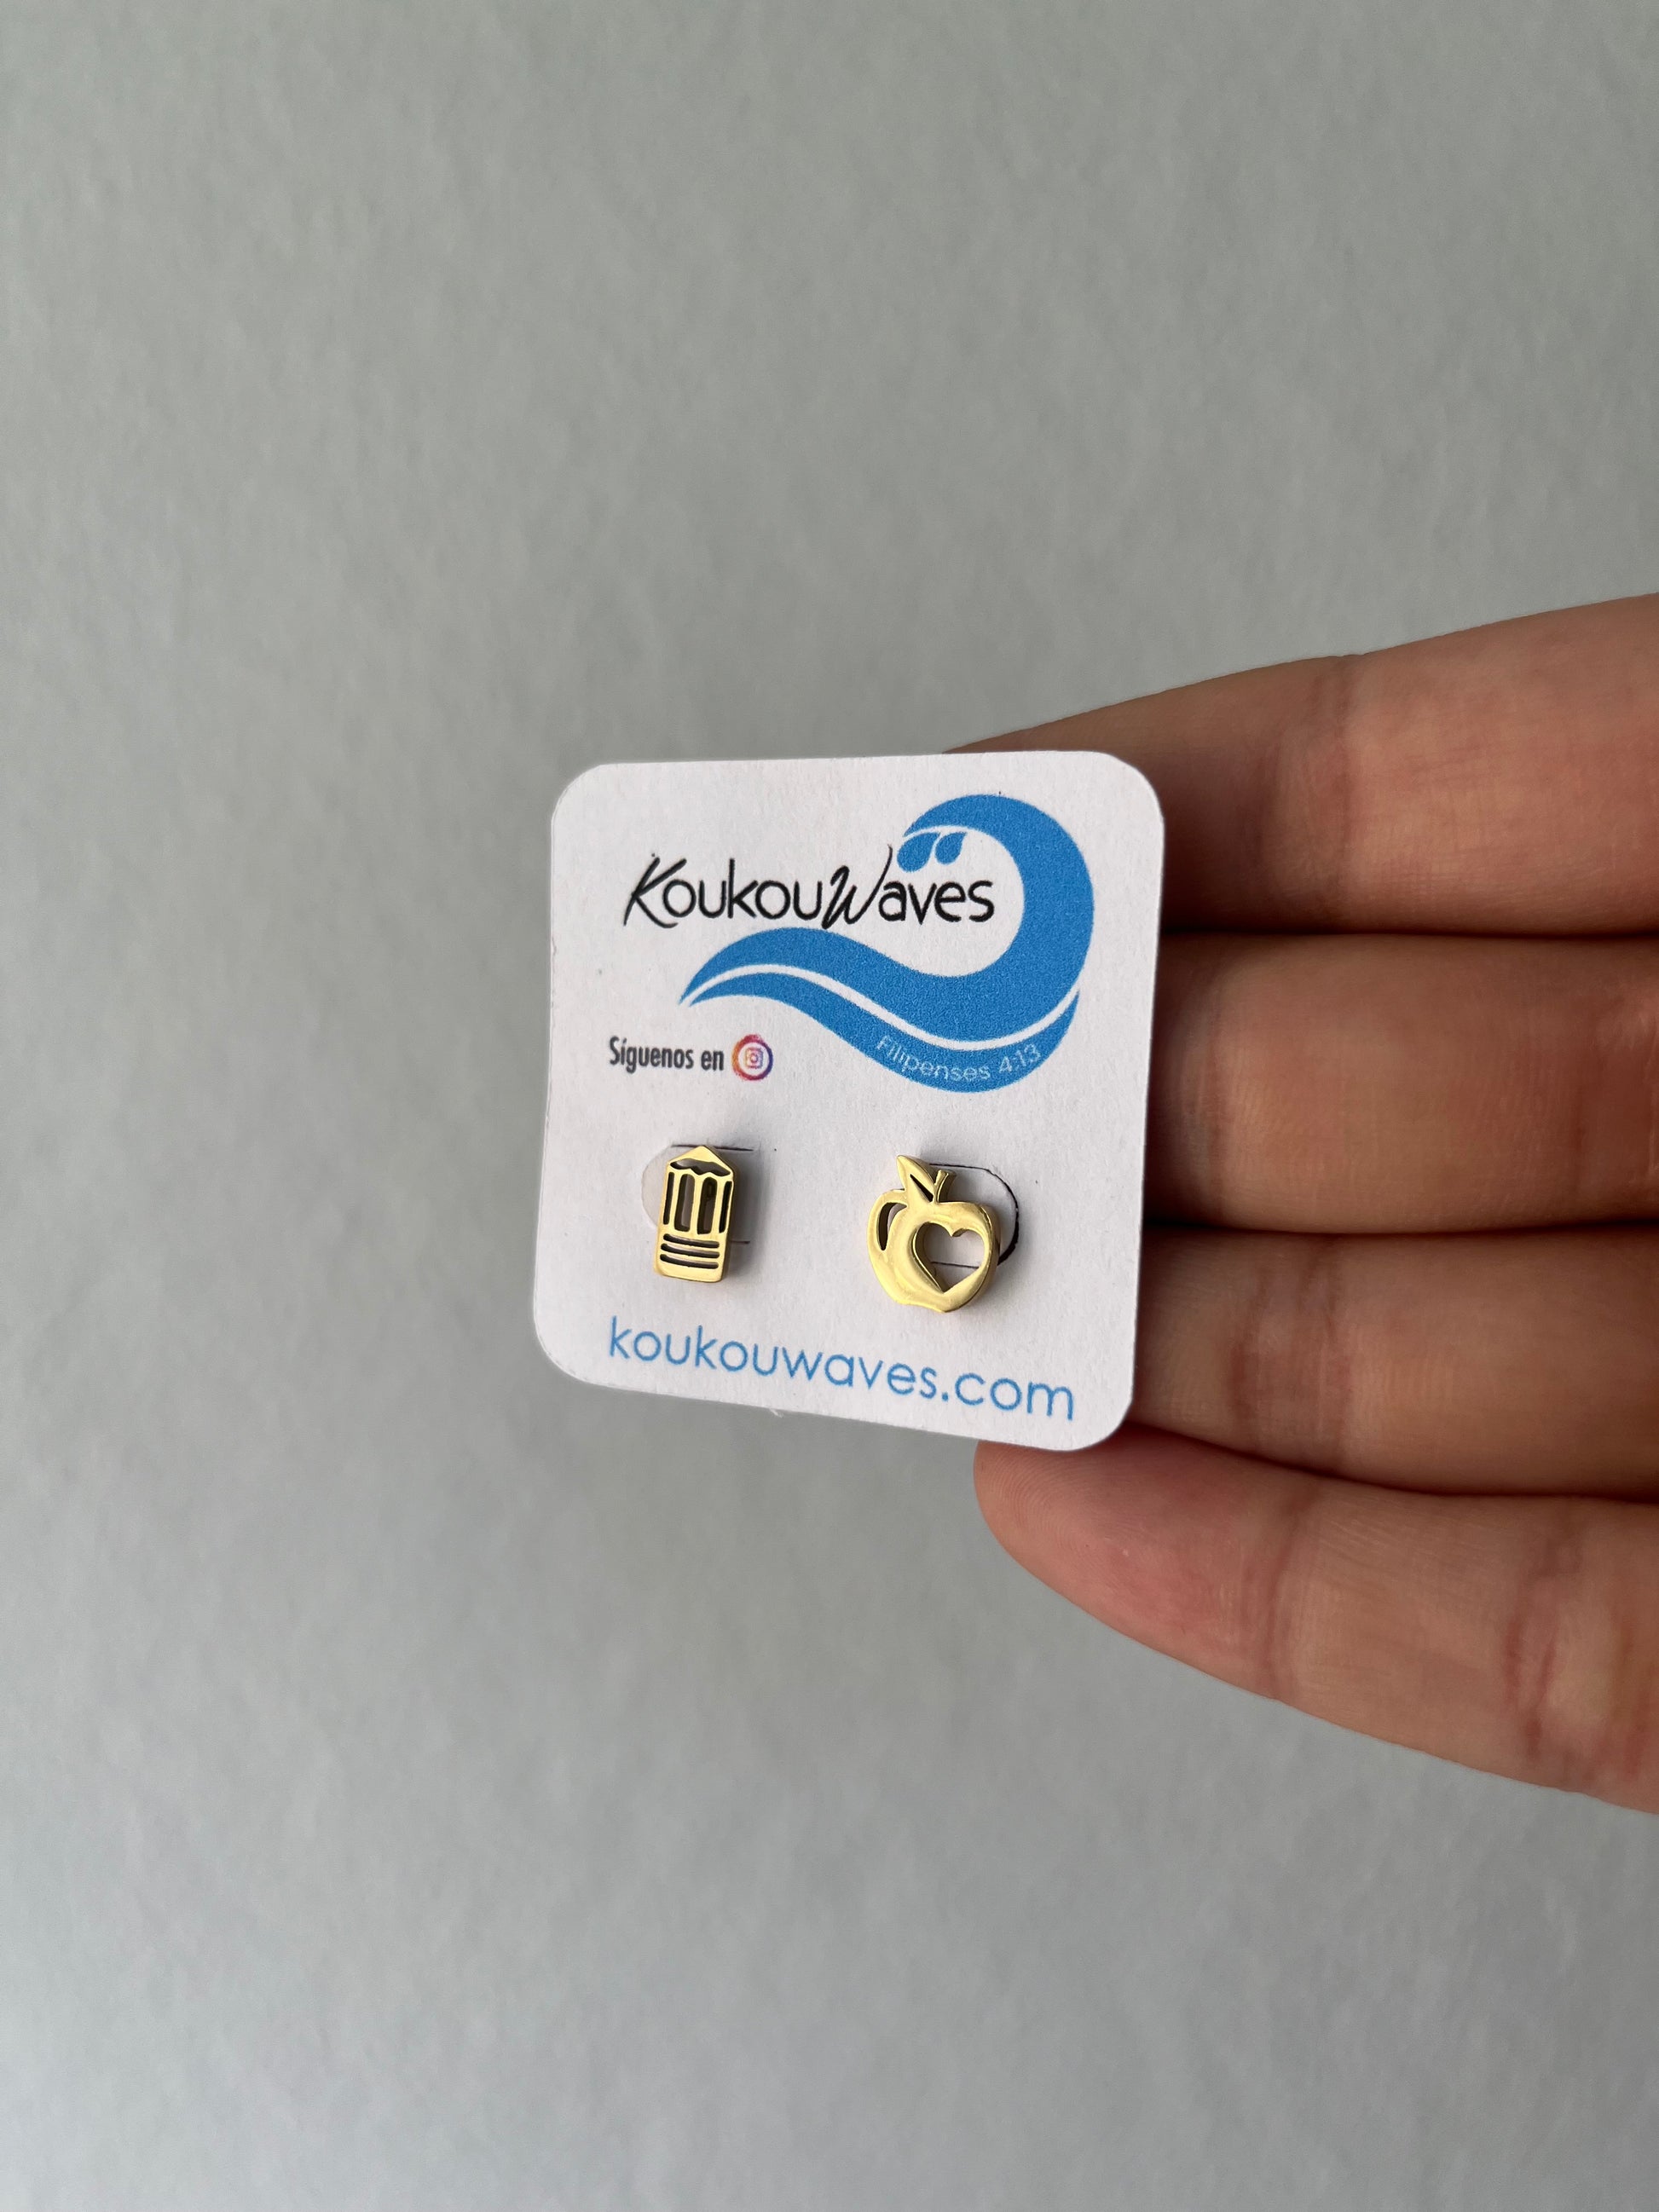 KoukouWaves
Síguenos en
Filipenses 4:13
koukouwaves.com